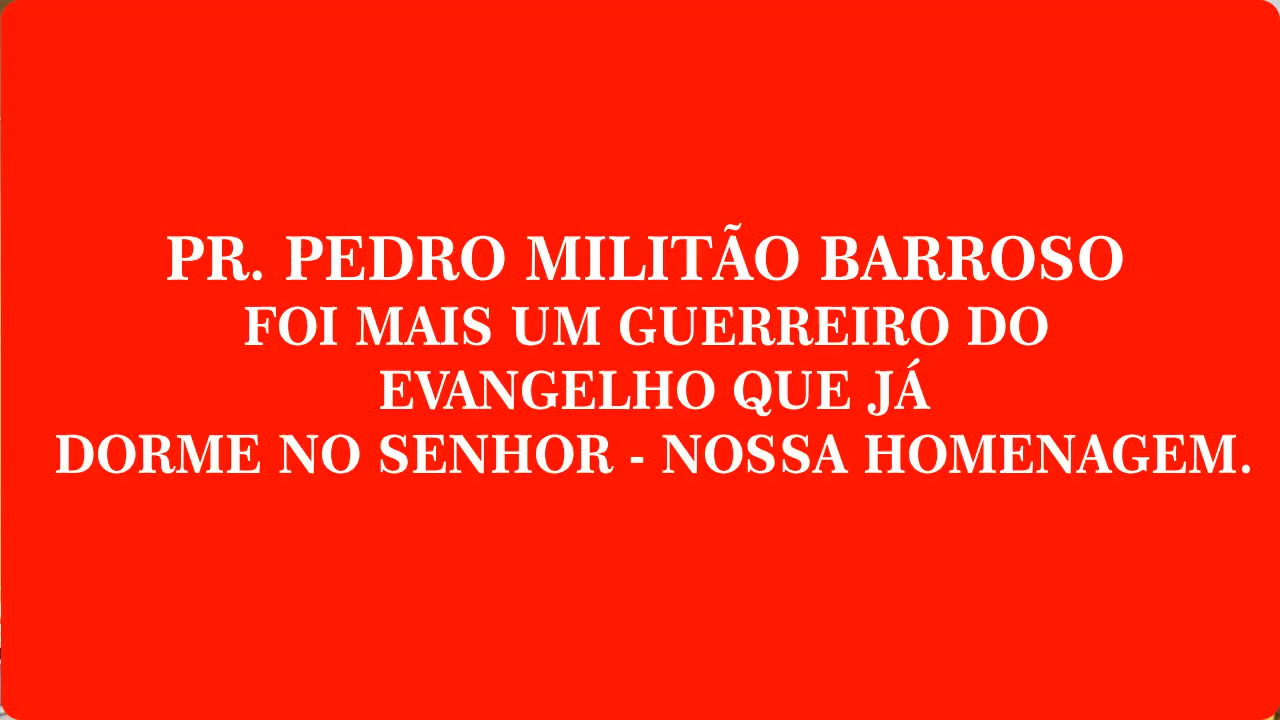 PR. PEDRO MILITÃO BARROSO
FOI MAIS UM GUERREIRO DO
EVANGELHO QUE JÁ
DORME NO SENHOR - NOSSA HOMENAGEM.